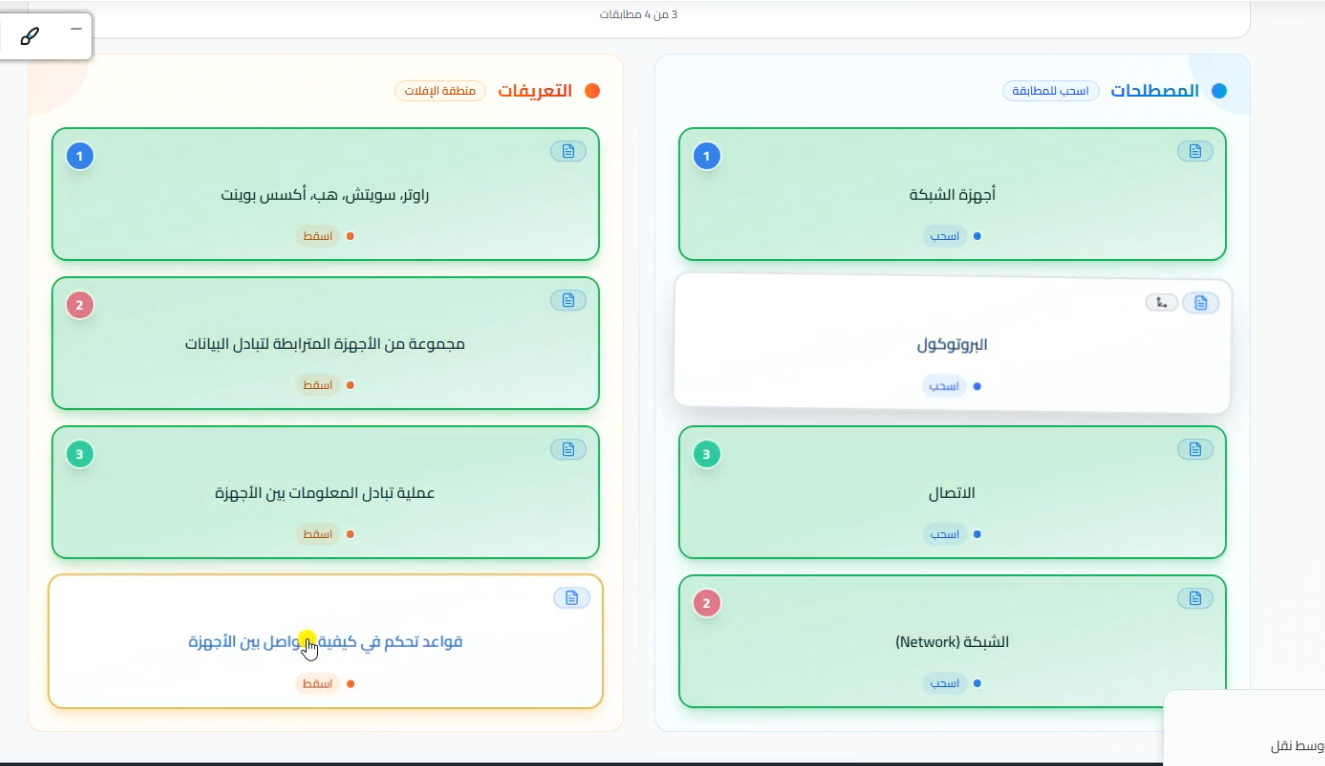 3 من 4 مطابقات
المصطلحات
اسحب للمطابقة
1
أجهزة الشبكة
اسحب
البروتوكول
اسحب
3
الاتصال
اسحب
2
الشبكة (Network)
اسحب
التعريفات
منطقة الإفلات
1
راوتر، سويتش، هب، أكسس بوينت
اسقط
2
مجموعة من الأجهزة المترابطة لتبادل البيانات
اسقط
3
عملية تبادل المعلومات بين الأجهزة
اسقط
قواعد تحكم في كيفية بين الأجهزة
اسقط
وسط نقل